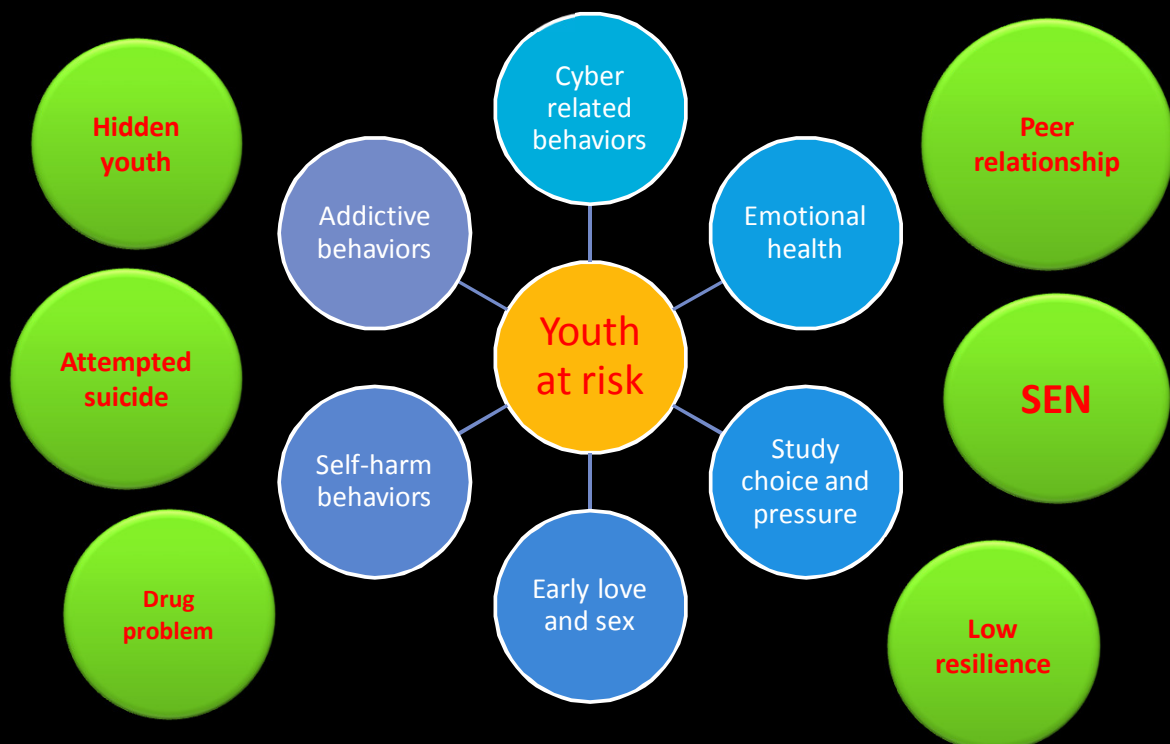 Cyber
related
behaviors
Hidden
youth
Peer
relationship
Addictive
behaviors
Emotional
health
Youth
at risk
Attempted
suicide
SEN
Self-harm
behaviors
Study
choice and
pressure
Early love
and sex
Drug
problem
Low
resilience